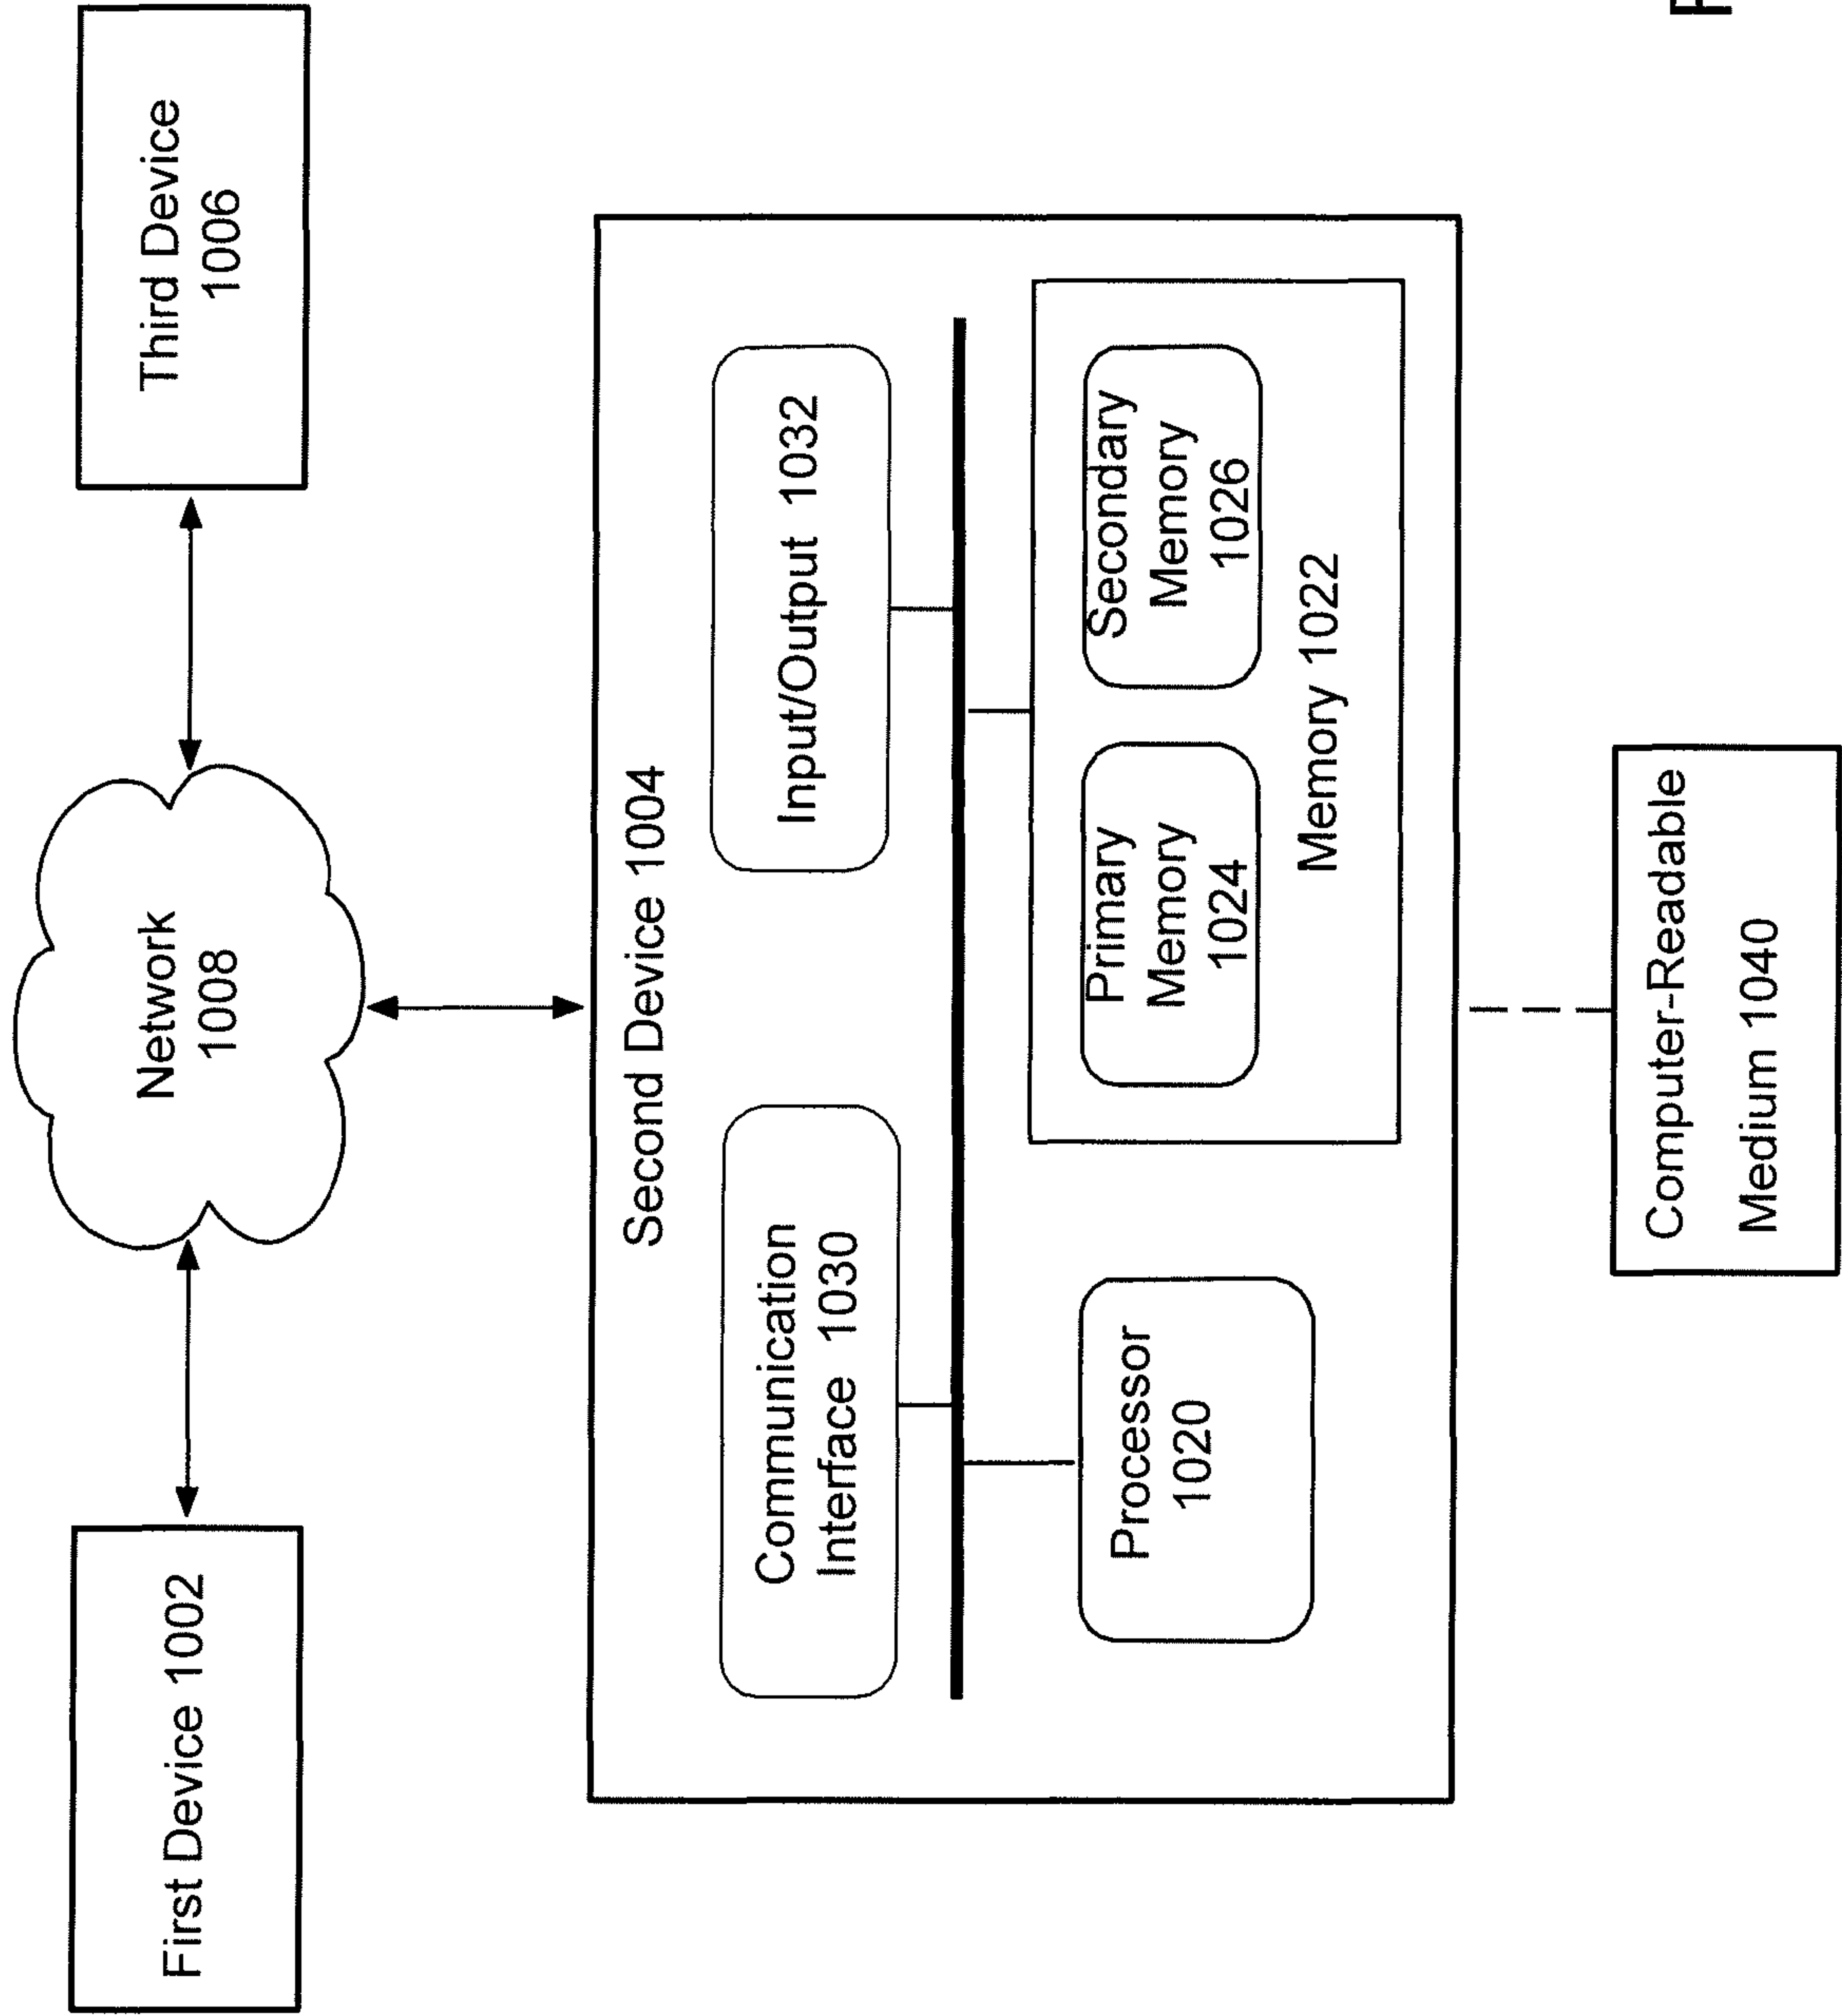 First Device 1002
Network
1008
Third Device
1006
Second Device 1004
Communication
Interface 1030
Input/Output 1032
Processor
1020
Primary
Memory
1024
Secondary
Memory
1026
Memory 1022
Computer-Readable
Medium 1040